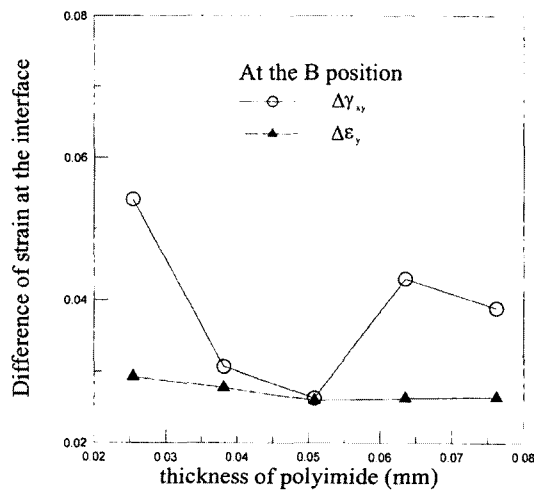 0.08
At the B position
Δγxy
Δεy
0.06
0.04
0.02
Difference of strain at the interface
0.02 0.03 0.04 0.05 0.06 0.07 0.08
thickness of polyimide (mm)